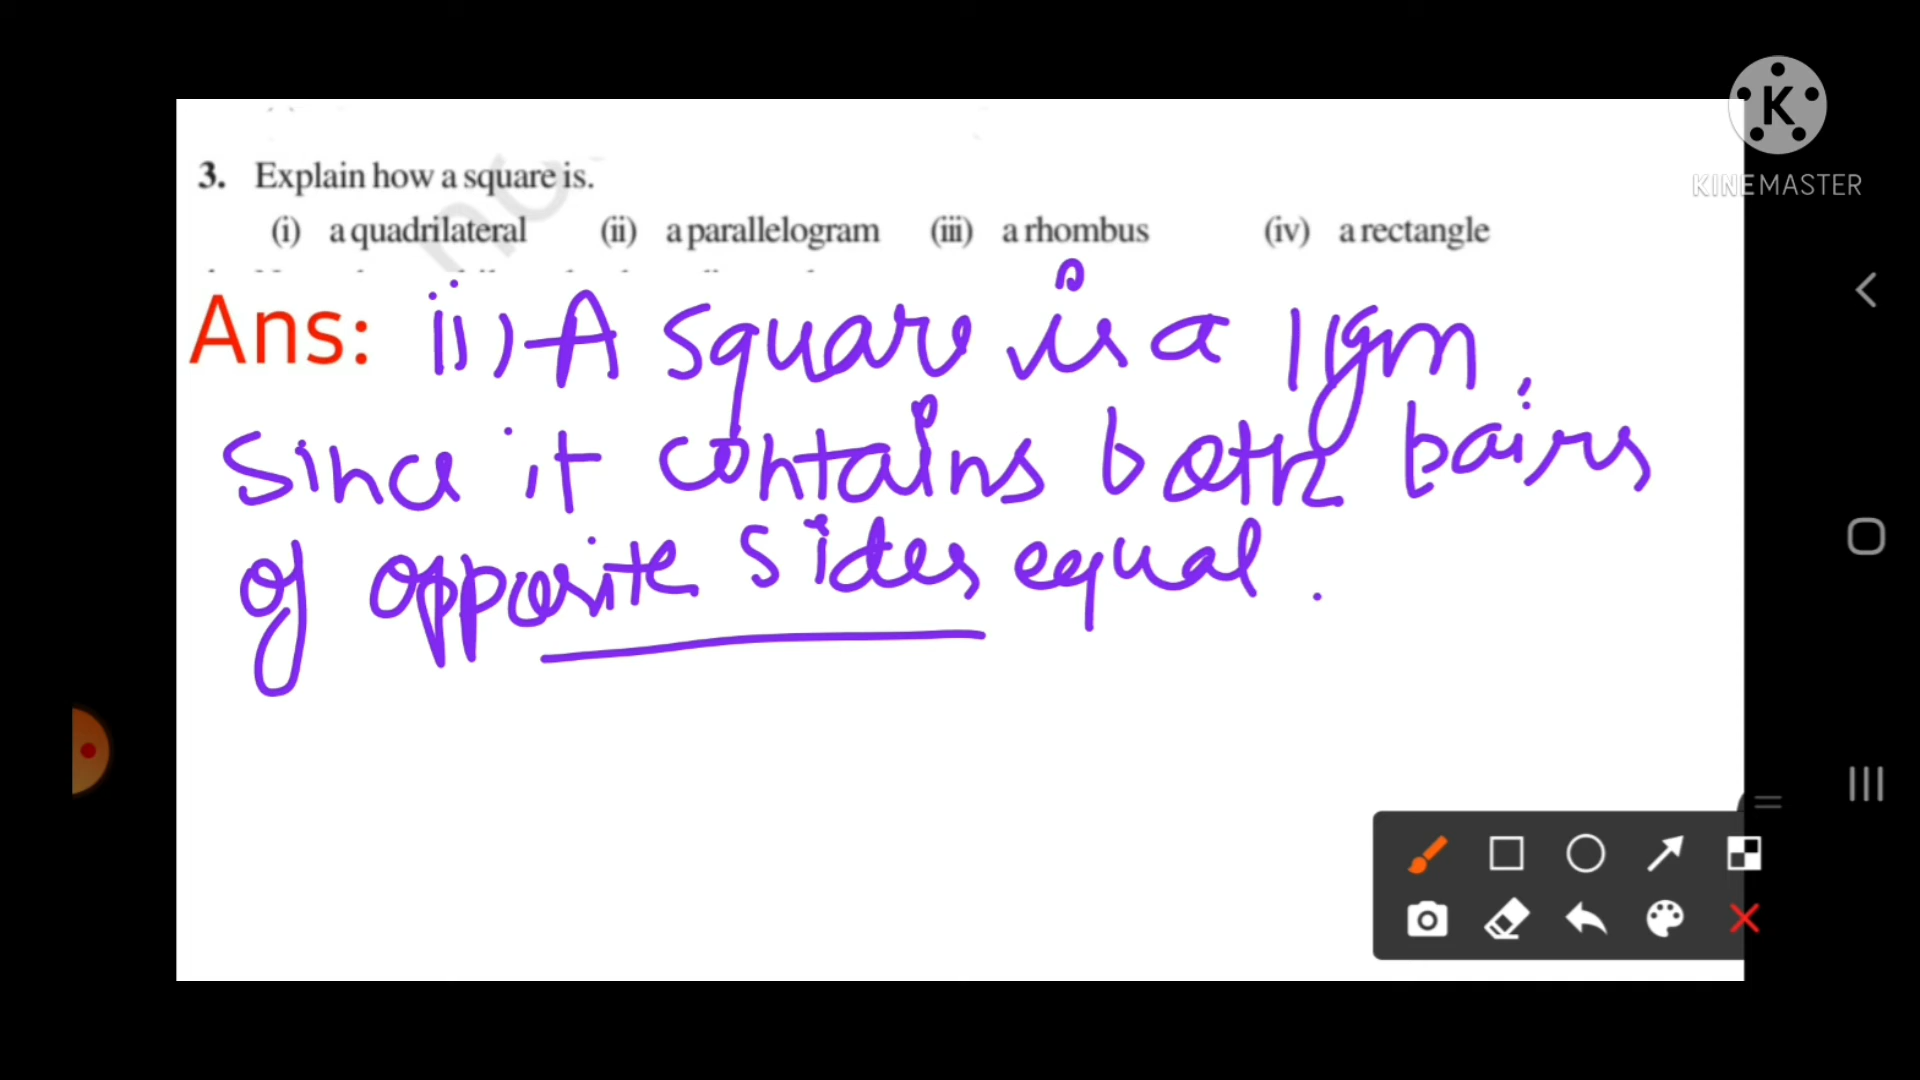 3. Explain how a square is.
(i) a quadrilateral (ii) a parallelogram (iii) a rhombus (iv) a rectangle
Ans: ii) A square is a ||gm,
since it contains both pairs
of opposite sides equal.
K
KINEMASTER